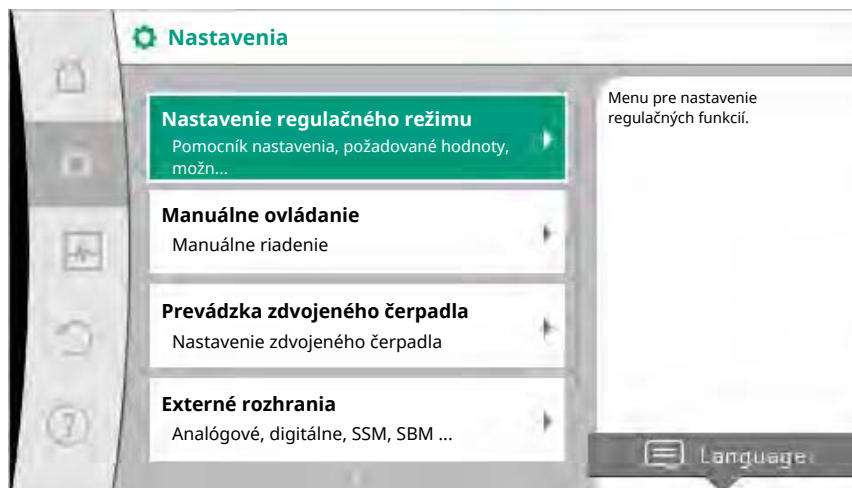 Nastavenia
Nastavenie regulačného režimu
Pomocník nastavenia, požadované hodnoty,
možn...
Manuálne ovládanie
Manuálne riadenie
Prevádzka zdvojeného čerpadla
Nastavenie zdvojeného čerpadla
Externé rozhrania
Analógové, digitálne, SSM, SBM ...
Menu pre nastavenie
regulačných funkcií.
Language